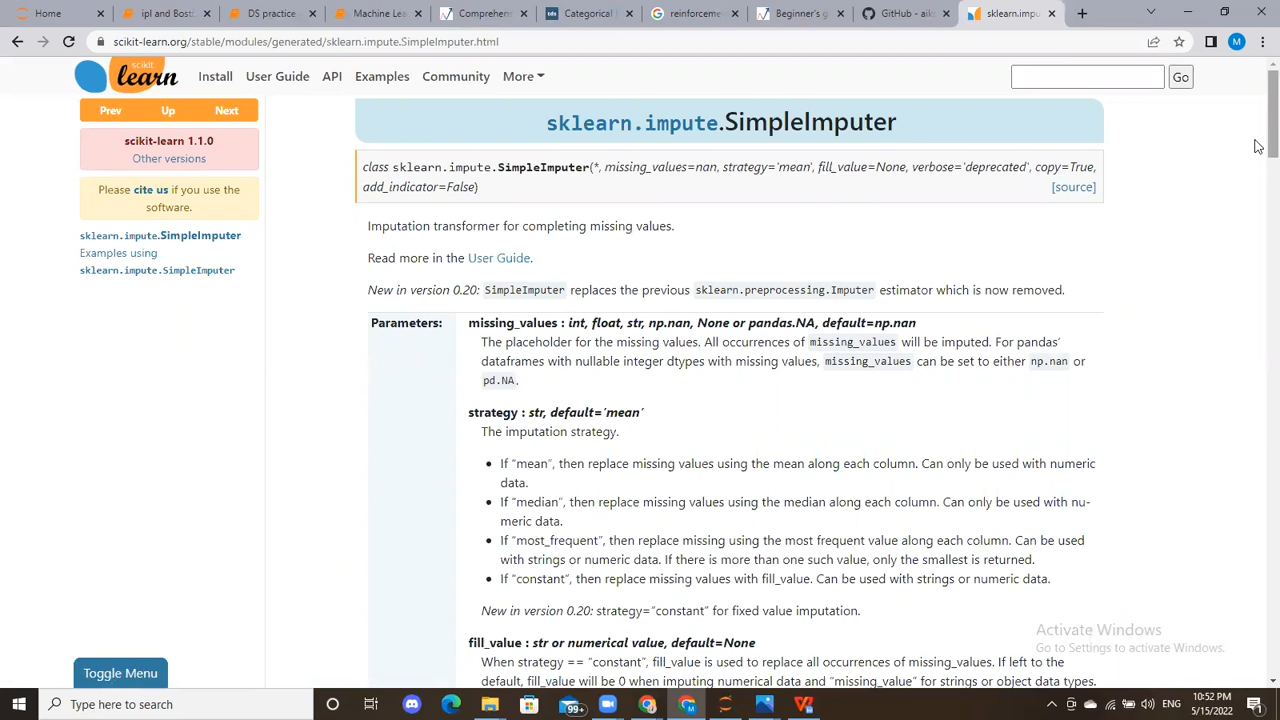 Home
ipl and Bosto
DS practice
Machine Lea
Comprehen
Categorical
reinforceme
Beginner's g
GitHub - aik
sklearn.impu
scikit-learn.org/stable/modules/generated/sklearn.impute.SimpleImputer.html
M
scikit
learn
Install
User Guide
API
Examples
Community
More
Go
Prev
Up
Next
scikit-learn 1.1.0
Other versions
Please cite us if you use the
software.
sklearn.impute.SimpleImputer
Examples using
sklearn.impute.SimpleImputer
sklearn.impute.SimpleImputer
class sklearn.impute.SimpleImputer(*, missing_values=nan, strategy='mean', fill_value=None, verbose='deprecated', copy=True,
add_indicator=False)
[source]
Imputation transformer for completing missing values.
Read more in the User Guide.
New in version 0.20: SimpleImputer replaces the previous sklearn.preprocessing.Imputer estimator which is now removed.
Parameters:
missing_values : int, float, str, np.nan, None or pandas.NA, default=np.nan
The placeholder for the missing values. All occurrences of missing_values will be imputed. For pandas'
dataframes with nullable integer dtypes with missing values, missing_values can be set to either np.nan or
pd.NA.
strategy : str, default='mean'
The imputation strategy.
• If “mean”, then replace missing values using the mean along each column. Can only be used with numeric
data.
• If “median”, then replace missing values using the median along each column. Can only be used with nu-
meric data.
• If “most_frequent”, then replace missing using the most frequent value along each column. Can be used
with strings or numeric data. If there is more than one such value, only the smallest is returned.
• If “constant”, then replace missing values with fill_value. Can be used with strings or numeric data.
New in version 0.20: strategy=“constant” for fixed value imputation.
fill_value : str or numerical value, default=None
When strategy == “constant”, fill_value is used to replace all occurrences of missing_values. If left to the
default, fill_value will be 0 when imputing numerical data and “missing_value” for strings or object data types.
Toggle Menu
Activate Windows
Go to Settings to activate Windows.
Type here to search
99+
M
ENG
10:52 PM
5/15/2022
1